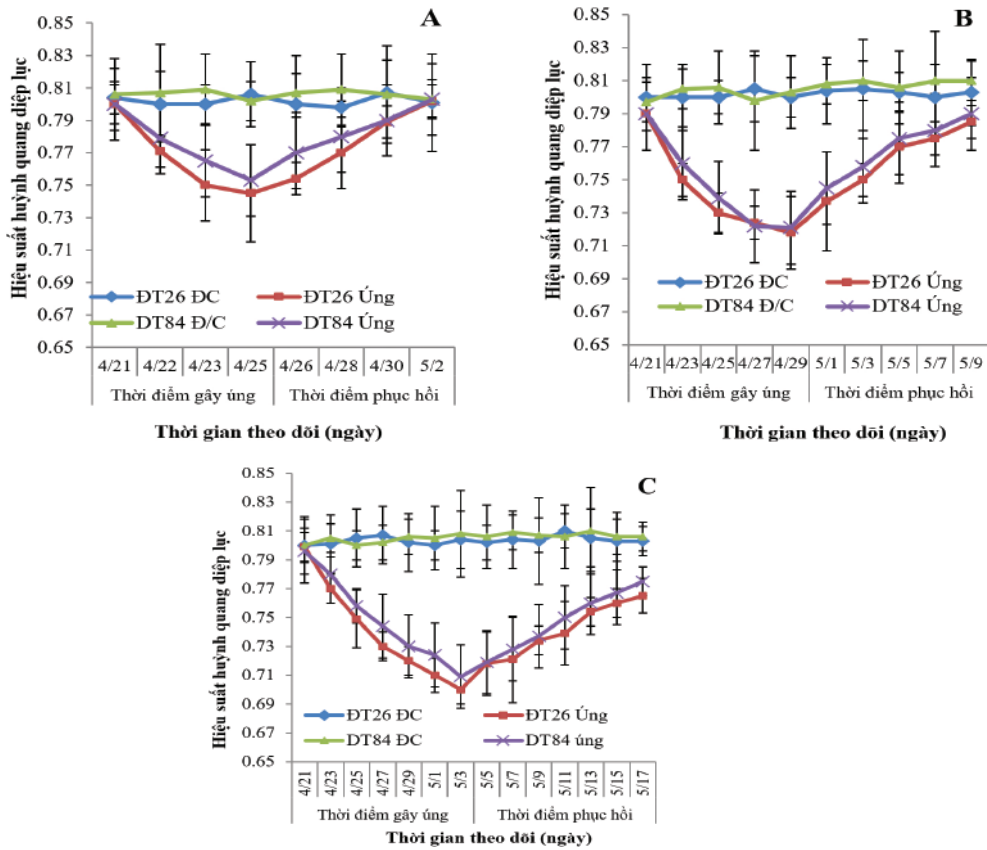 A
Hiệu suất huỳnh quang diệp lục
0.85
0.83
0.81
0.79
0.77
0.75
0.73
0.71
0.69
0.67
0.65
ĐT26 ĐC
ĐT26 Úng
DT84 Đ/C
DT84 Úng
4/21 4/22 4/23 4/25 4/26 4/28 4/30 5/2
Thời điểm gây úng Thời điểm phục hồi
Thời gian theo dõi (ngày)
B
Hiệu suất huỳnh quang diệp lục
0.85
0.83
0.81
0.79
0.77
0.75
0.73
0.71
0.69
0.67
0.65
ĐT26 ĐC
ĐT26 Úng
DT84 Đ/C
DT84 Úng
4/21 4/23 4/25 4/27 4/29 5/1 5/3 5/5 5/7 5/9
Thời điểm gây úng Thời điểm phục hồi
Thời gian theo dõi (ngày)
C
Hiệu suất huỳnh quang diệp lục
0.85
0.83
0.81
0.79
0.77
0.75
0.73
0.71
0.69
0.67
0.65
ĐT26 ĐC
ĐT26 Úng
DT84 ĐC
DT84 úng
4/21 4/23 4/25 4/27 4/29 5/1 5/3 5/5 5/7 5/9 5/11 5/13 5/15 5/17
Thời điểm gây úng Thời điểm phục hồi
Thời gian theo dõi (ngày)